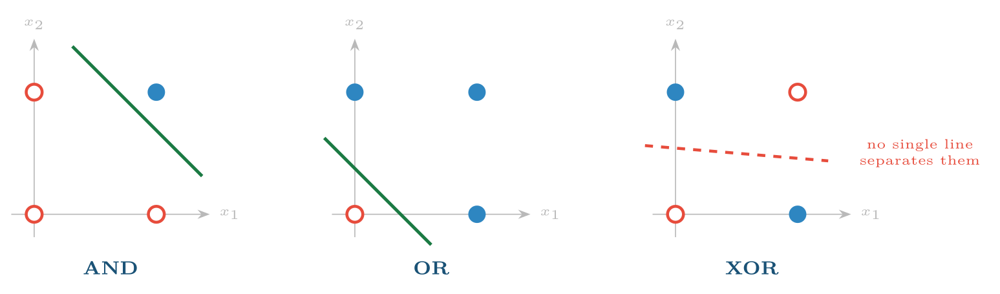 x₂
x₁
AND
x₂
x₁
OR
x₂
x₁
no single line
separates them
XOR